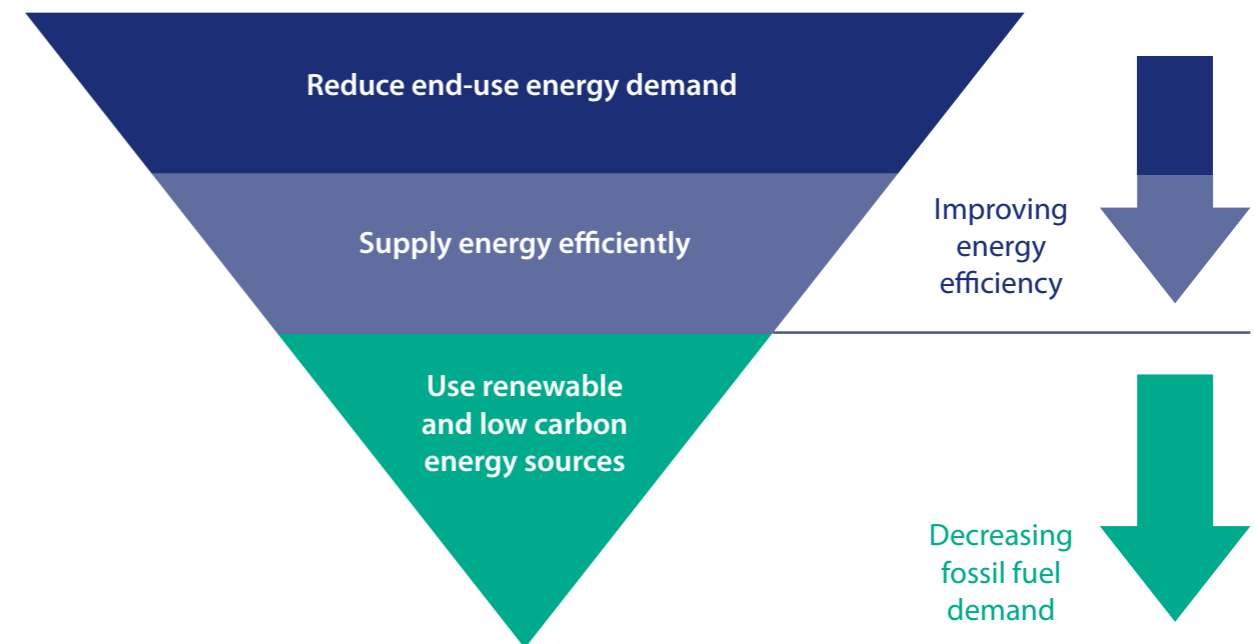 Reduce end-use energy demand
Supply energy efficiently
Improving
energy
efficiency
Use renewable
and low carbon
energy sources
Decreasing
fossil fuel
demand